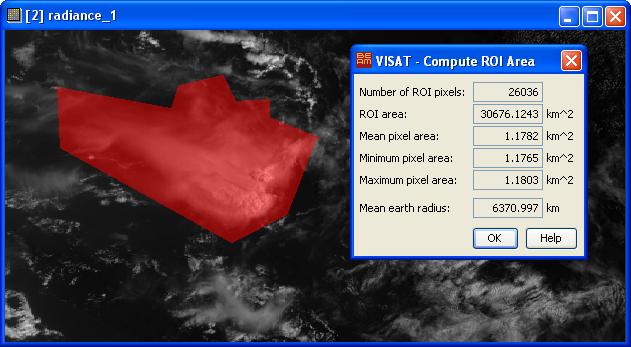 [2] radiance_1
BEAM VISAT - Compute ROI Area
Number of ROI pixels: 26036
ROI area: 30676.1243 km^2
Mean pixel area: 1.1782 km^2
Minimum pixel area: 1.1765 km^2
Maximum pixel area: 1.1803 km^2
Mean earth radius: 6370.997 km
OK Help